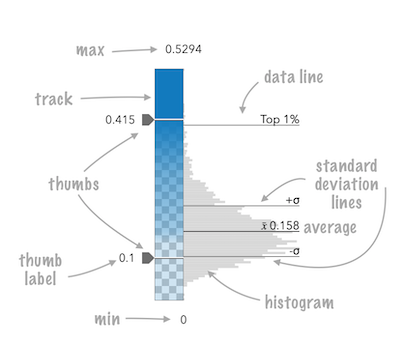 max
0.5294
data line
track
0.415
Top 1%
thumbs
standard
deviation
lines
+σ
x̄ 0.158
average
thumb
label
0.1
-σ
histogram
min
0